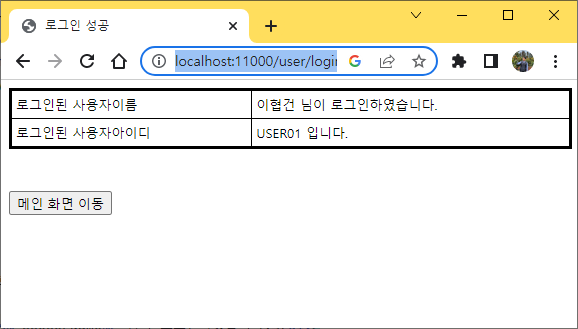 로그인 성공
localhost:11000/user/login
로그인된 사용자이름 이협건 님이 로그인하였습니다.
로그인된 사용자아이디 USER01 입니다.
메인 화면 이동